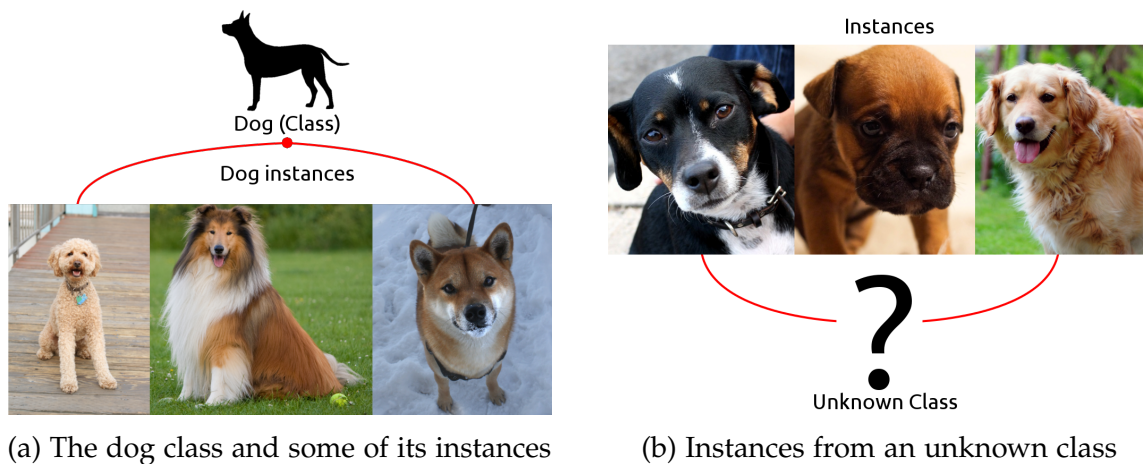 Dog (Class)
Dog instances
(a) The dog class and some of its instances
Instances
?
Unknown Class
(b) Instances from an unknown class